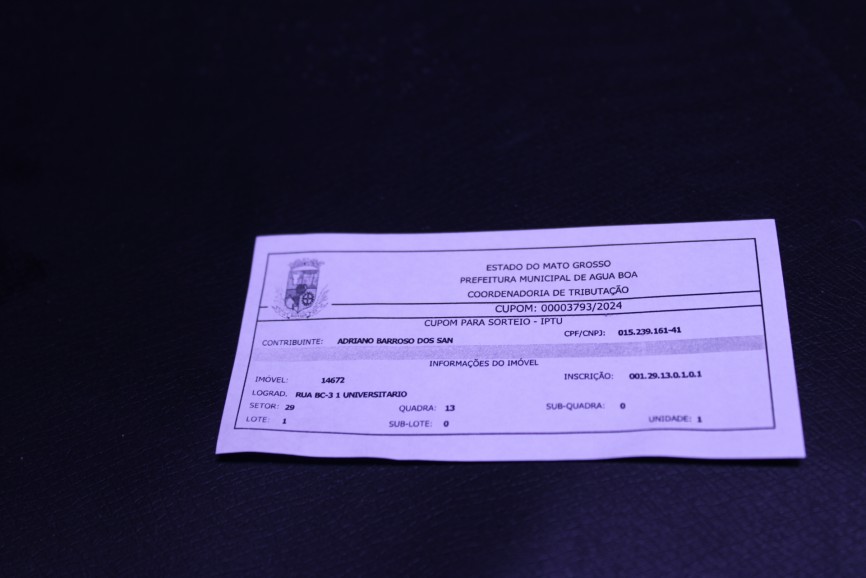 ESTADO DO MATO GROSSO
PREFEITURA MUNICIPAL DE AGUA BOA
COORDENADORIA DE TRIBUTAÇÃO
CUPOM: 00003793/2024
CUPOM PARA SORTEIO - IPTU
CONTRIBUINTE: ADRIANO BARROSO DOS SAN CPF/CNPJ: 015.239.161-41
INFORMAÇÕES DO IMÓVEL
IMÓVEL: 14672 INSCRIÇÃO: 001.29.13.0.1.0.1
LOGRAD. RUA BC-3 1 UNIVERSITARIO
SETOR: 29 QUADRA: 13 SUB-QUADRA: 0
LOTE: 1 SUB-LOTE: 0 UNIDADE: 1